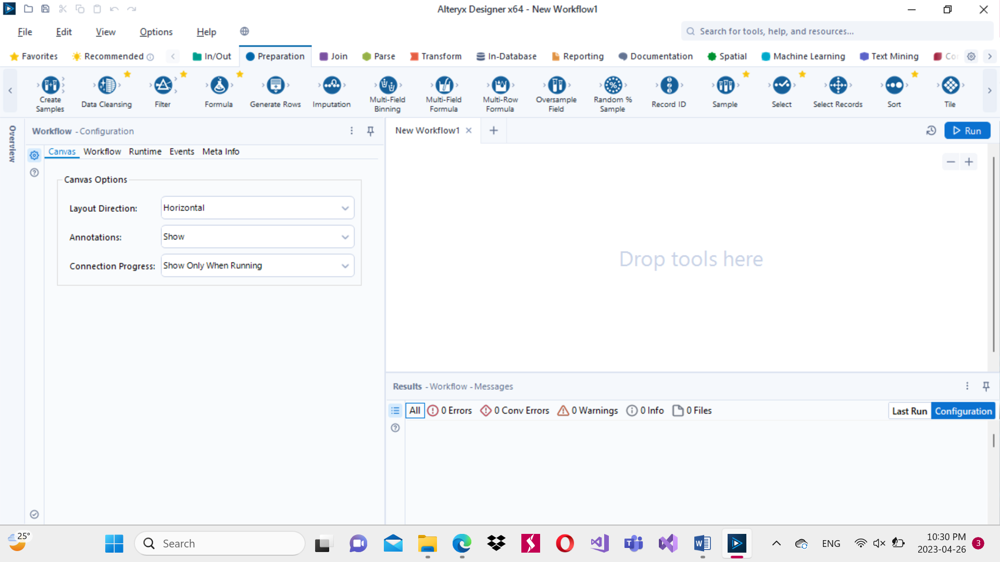 Alteryx Designer x64 - New Workflow1
File Edit View Options Help
Search for tools, help, and resources...
Favorites Recommended In/Out Preparation Join Parse Transform In-Database Reporting Documentation Spatial Machine Learning Text Mining
Create Samples
Data Cleansing
Filter
Formula
Generate Rows
Imputation
Multi-Field Binning
Multi-Field Formula
Multi-Row Formula
Oversample Field
Random % Sample
Record ID
Sample
Select
Select Records
Sort
Tile
Overview
Workflow - Configuration
New Workflow1
Run
Canvas Workflow Runtime Events Meta Info
Canvas Options
Layout Direction: Horizontal
Annotations: Show
Connection Progress: Show Only When Running
Drop tools here
Results - Workflow - Messages
All 0 Errors 0 Conv Errors 0 Warnings 0 Info 0 Files Last Run Configuration
25°
Search
ENG
10:30 PM
2023-04-26
3